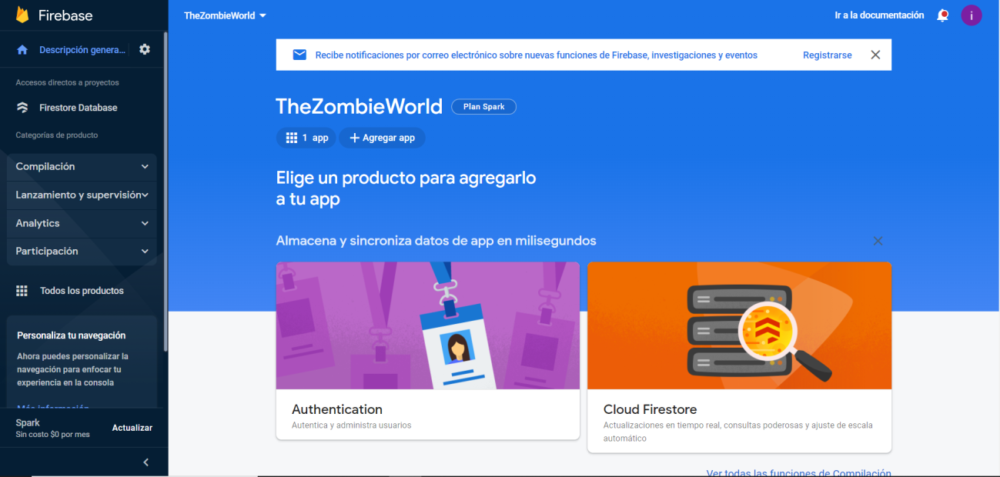 Firebase
Descripción genera...
Accesos directos a proyectos
Firestore Database
Categorías de producto
Compilación
Lanzamiento y supervisión
Analytics
Participación
Todos los productos
Personaliza tu navegación
Ahora puedes personalizar la
navegación para enfocar tu
experiencia en la consola
Más información
Spark
Sin costo $0 por mes
Actualizar
TheZombieWorld
Ir a la documentación
i
Recibe notificaciones por correo electrónico sobre nuevas funciones de Firebase, investigaciones y eventos
Registrarse
TheZombieWorld
Plan Spark
1 app
Agregar app
Elige un producto para agregarlo
a tu app
Almacena y sincroniza datos de app en milisegundos
Authentication
Autentica y administra usuarios
Cloud Firestore
Actualizaciones en tiempo real, consultas poderosas y ajuste de escala
automático
Ver todas las funciones de Compilación